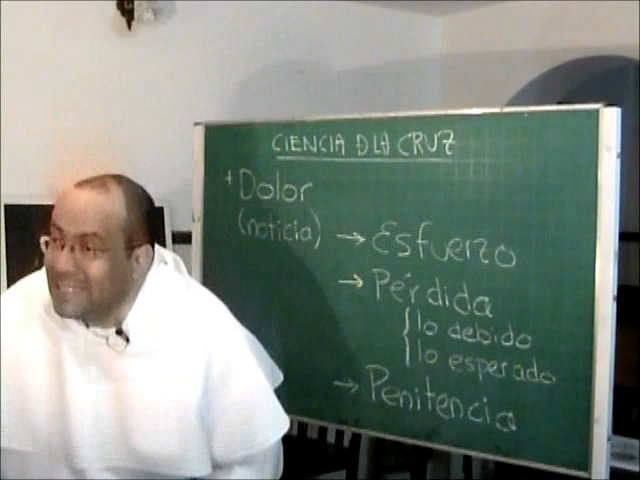 CIENCIA D LA CRUZ
+ Dolor
(noticia) → Esfuerzo
→ Pérdida
lo debido
lo esperado
→ Penitencia